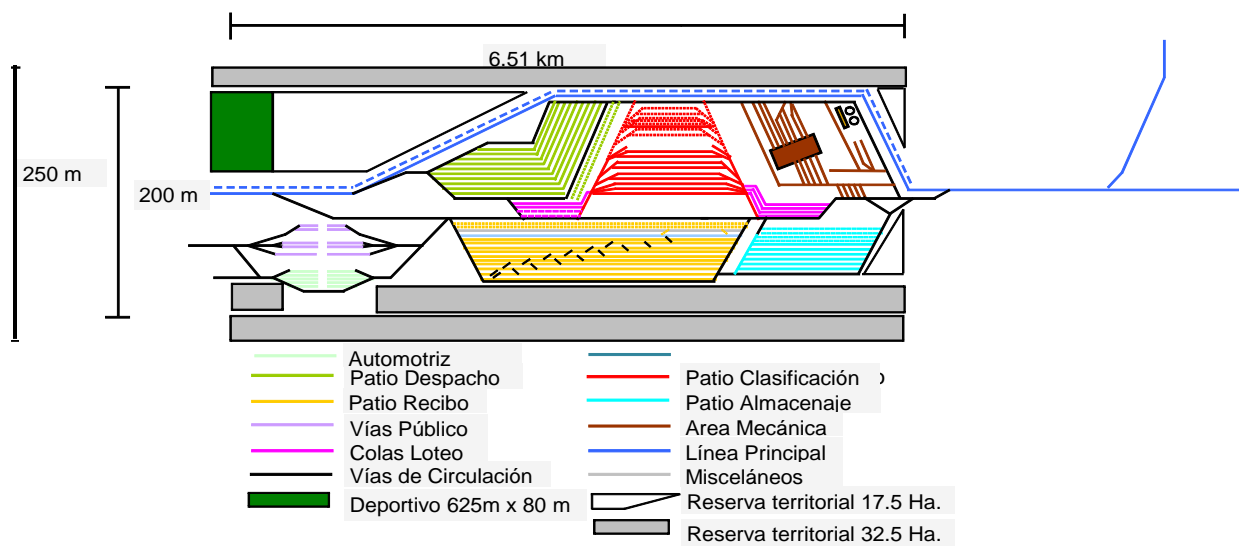 6.51 km
250 m
200 m
Automotriz
Patio Despacho
Patio Clasificación
Patio Recibo
Patio Almacenaje
Vías Público
Area Mecánica
Colas Loteo
Línea Principal
Vías de Circulación
Misceláneos
Deportivo 625m x 80 m
Reserva territorial 17.5 Ha.
Reserva territorial 32.5 Ha.